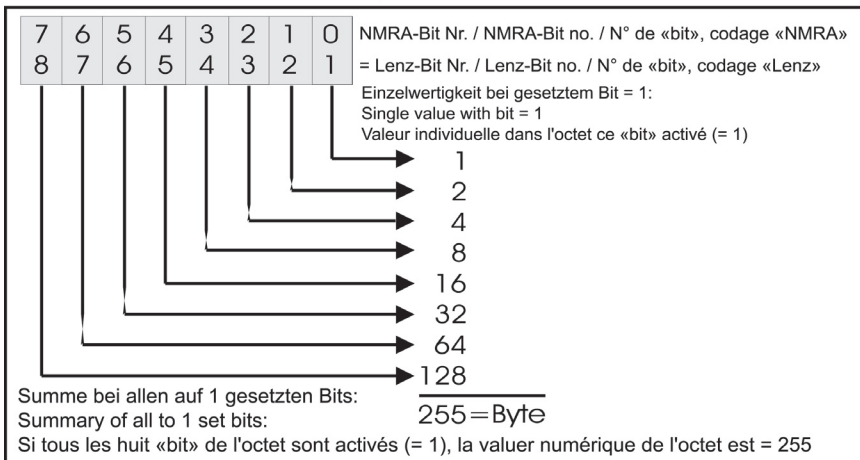 7 6 5 4 3 2 1 0 NMRA-Bit Nr. / NMRA-Bit no. / N° de «bit», codage «NMRA»
8 7 6 5 4 3 2 1 = Lenz-Bit Nr. / Lenz-Bit no. / N° de «bit», codage «Lenz»
Einzelwertigkeit bei gesetztem Bit = 1:
Single value with bit = 1
Valeur individuelle dans l'octet ce «bit» activé (= 1)
1
2
4
8
16
32
64
128
Summe bei allen auf 1 gesetzten Bits:
Summary of all to 1 set bits:
255=Byte
Si tous les huit «bit» de l'octet sont activés (= 1), la valuer numérique de l'octet est = 255